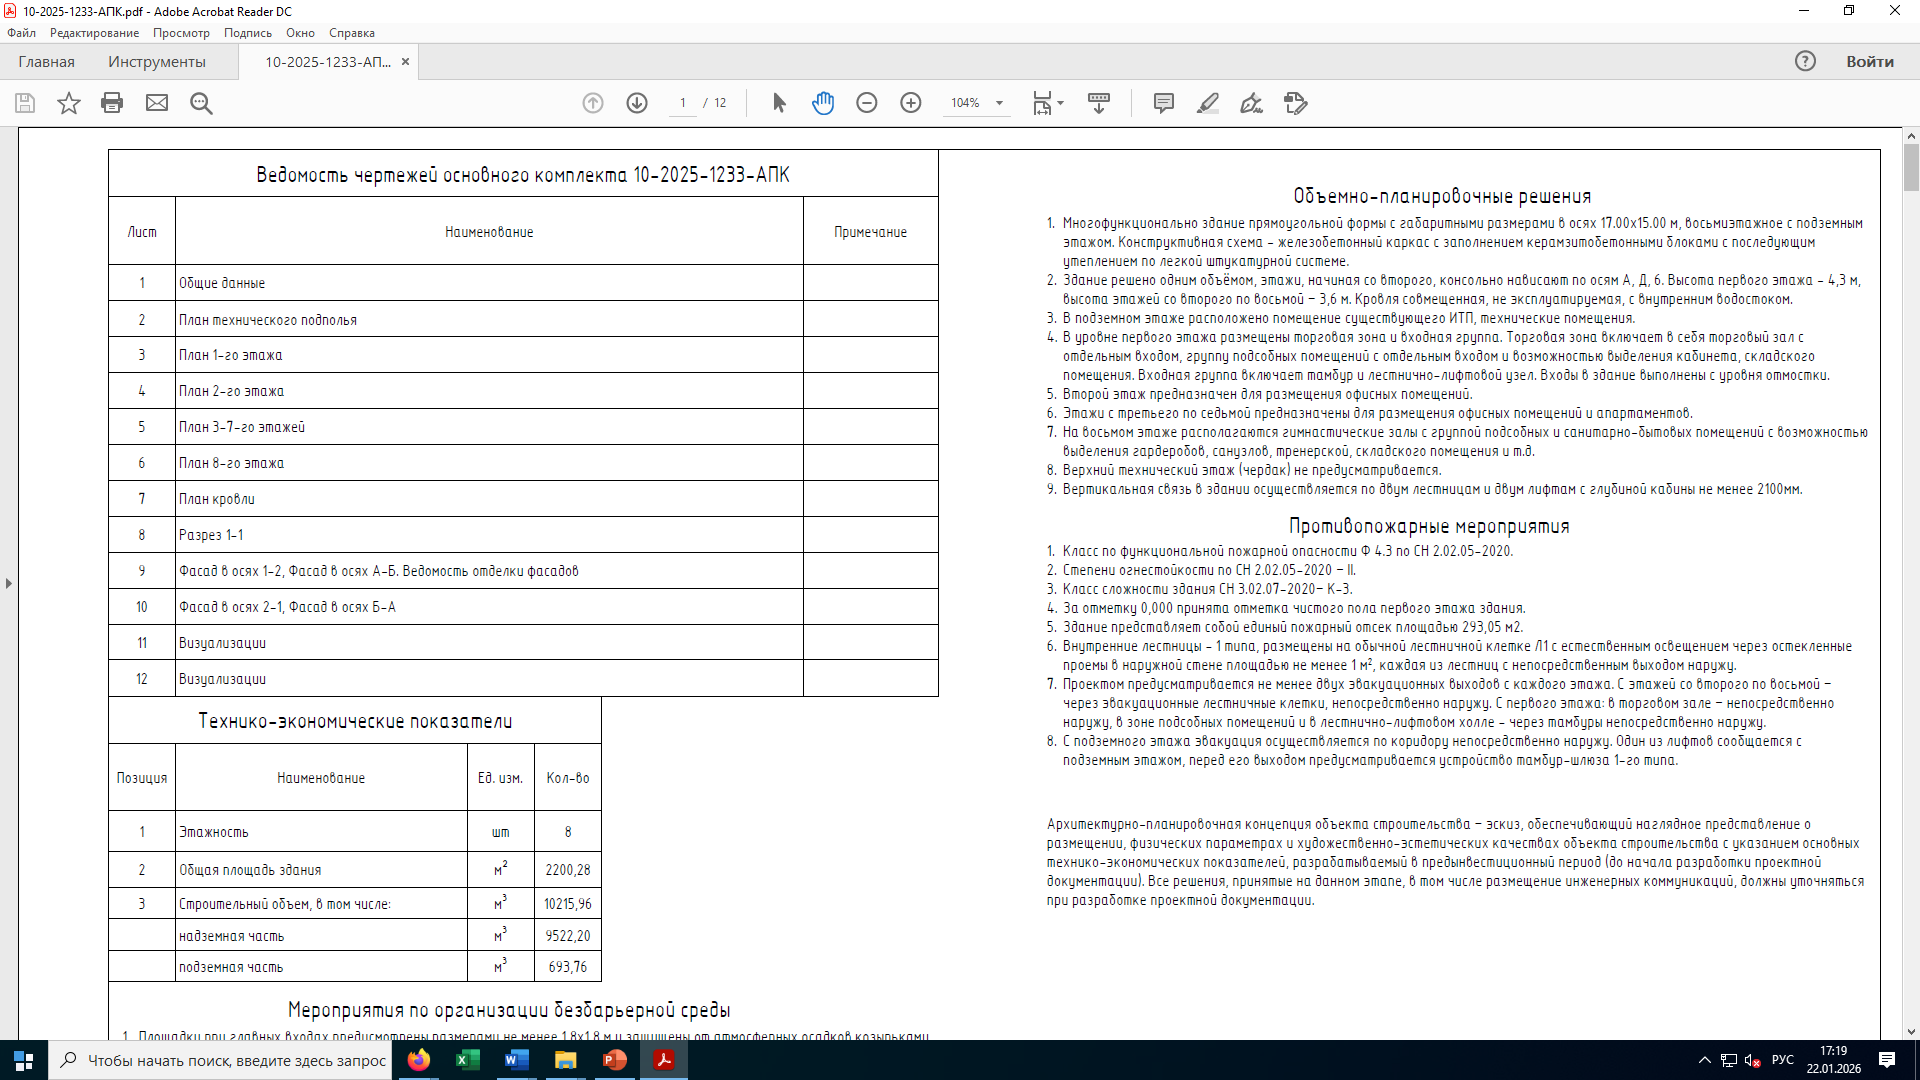 10-2025-1233-АПК.pdf - Adobe Acrobat Reader DC
Файл Редактирование Просмотр Подпись Окно Справка
Главная Инструменты 10-2025-1233-АП... × Войти
1 / 12 104%
Ведомость чертежей основного комплекта 10-2025-1233-АПК
Лист Наименование Примечание
1 Общие данные
2 План технического подполья
3 План 1-го этажа
4 План 2-го этажа
5 План 3-7-го этажей
6 План 8-го этажа
7 План кровли
8 Разрез 1-1
9 Фасад в осях 1-2, Фасад в осях А-Б. Ведомость отделки фасадов
10 Фасад в осях 2-1, Фасад в осях Б-А
11 Визуализации
12 Визуализации
Технико-экономические показатели
Позиция Наименование Ед. изм. Кол-во
1 Этажность шт 8
2 Общая площадь здания м² 2200,28
3 Строительный объем, в том числе: м³ 10215,96
надземная часть м³ 9522,20
подземная часть м³ 693,76
Мероприятия по организации безбарьерной среды
1. Площадки при главных входах предусмотрены размерами не менее 1,8х1,8 м и защищены от атмосферных осадков козырьками
Объемно-планировочные решения
1. Многофункционально здание прямоугольной формы с габаритными размерами в осях 17.00х15.00 м, восьмиэтажное с подземным
этажом. Конструктивная схема - железобетонный каркас с заполнением керамзитобетонными блоками с последующим
утеплением по легкой штукатурной системе.
2. Здание решено одним объёмом, этажи, начиная со второго, консольно нависают по осям А, Д, 6. Высота первого этажа - 4,3 м,
высота этажей со второго по восьмой – 3,6 м. Кровля совмещенная, не эксплуатируемая, с внутренним водостоком.
3. В подземном этаже расположено помещение существующего ИТП, технические помещения.
4. В уровне первого этажа размещены торговая зона и входная группа. Торговая зона включает в себя торговый зал с
отдельным входом, группу подсобных помещений с отдельным входом и возможностью выделения кабинета, складского
помещения. Входная группа включает тамбур и лестнично-лифтовой узел. Входы в здание выполнены с уровня отмостки.
5. Второй этаж предназначен для размещения офисных помещений.
6. Этажи с третьего по седьмой предназначены для размещения офисных помещений и апартаментов.
7. На восьмом этаже располагаются гимнастические залы с группой подсобных и санитарно-бытовых помещений с возможностью
выделения гардеробов, санузлов, тренерской, складского помещения и т.д.
8. Верхний технический этаж (чердак) не предусматривается.
9. Вертикальная связь в здании осуществляется по двум лестницам и двум лифтам с глубиной кабины не менее 2100мм.
Противопожарные мероприятия
1. Класс по функциональной пожарной опасности Ф 4.3 по СН 2.02.05-2020.
2. Степени огнестойкости по СН 2.02.05-2020 – II.
3. Класс сложности здания СН 3.02.07-2020– К-3.
4. За отметку 0,000 принята отметка чистого пола первого этажа здания.
5. Здание представляет собой единый пожарный отсек площадью 293,05 м2.
6. Внутренние лестницы - 1 типа, размещены на обычной лестничной клетке Л1 с естественным освещением через остекленные
проемы в наружной стене площадью не менее 1 м², каждая из лестниц с непосредственным выходом наружу.
7. Проектом предусматривается не менее двух эвакуационных выходов с каждого этажа. С этажей со второго по восьмой –
через эвакуационные лестничные клетки, непосредственно наружу. С первого этажа: в торговом зале – непосредственно
наружу, в зоне подсобных помещений и в лестнично-лифтовом холле - через тамбуры непосредственно наружу.
8. С подземного этажа эвакуация осуществляется по коридору непосредственно наружу. Один из лифтов сообщается с
подземным этажом, перед его выходом предусматривается устройство тамбур-шлюза 1-го типа.
Архитектурно-планировочная концепция объекта строительства – эскиз, обеспечивающий наглядное представление о
размещении, физических параметрах и художественно-эстетических качествах объекта строительства с указанием основных
технико-экономических показателей, разрабатываемый в предынвестиционный период (до начала разработки проектной
документации). Все решения, принятые на данном этапе, в том числе размещение инженерных коммуникаций, должны уточняться
при разработке проектной документации.
Чтобы начать поиск, введите здесь запрос
РУС
17:19
22.01.2026